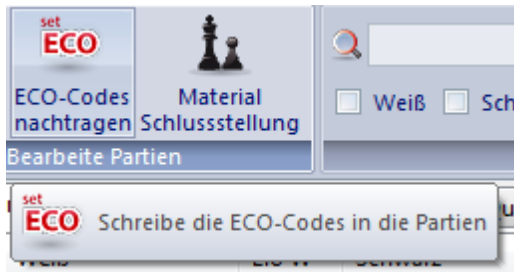 set
ECO
ECO-Codes
nachtragen
Material
Schlussstellung
Weiß
Sch
Bearbeite Partien
set
ECO
Schreibe die ECO-Codes in die Partien